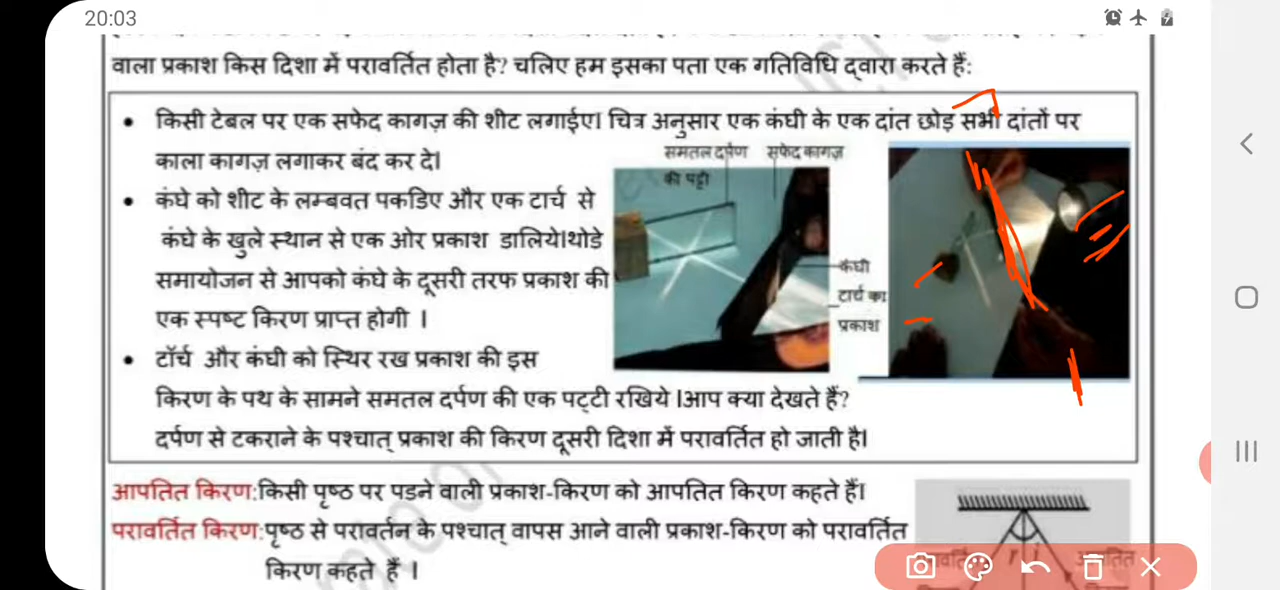 20:03
वाला प्रकाश किस दिशा में परावर्तित होता है? चलिए हम इसका पता एक गतिविधि द्वारा करते हैं:
• किसी टेबल पर एक सफेद कागज़ की शीट लगाईए। चित्र अनुसार एक कंघी के एक दांत छोड़ सभी दांतों पर
काला कागज़ लगाकर बंद कर दे।
समतल दर्पण
की पट्टी
सफेद कागज़
• कंघे को शीट के लम्बवत पकडिए और एक टार्च से
कंघे के खुले स्थान से एक ओर प्रकाश डालिये।थोडे
समायोजन से आपको कंघे के दूसरी तरफ प्रकाश की
एक स्पष्ट किरण प्राप्त होगी ।
कंघी
टार्च का
प्रकाश
• टॉर्च और कंघी को स्थिर रख प्रकाश की इस
किरण के पथ के सामने समतल दर्पण की एक पट्टी रखिये ।आप क्या देखते हैं?
दर्पण से टकराने के पश्चात् प्रकाश की किरण दूसरी दिशा में परावर्तित हो जाती है।
आपतित किरण:किसी पृष्ठ पर पडने वाली प्रकाश-किरण को आपतित किरण कहते हैं।
परावर्तित किरण:पृष्ठ से परावर्तन के पश्चात् वापस आने वाली प्रकाश-किरण को परावर्तित
किरण कहते हैं ।
r i